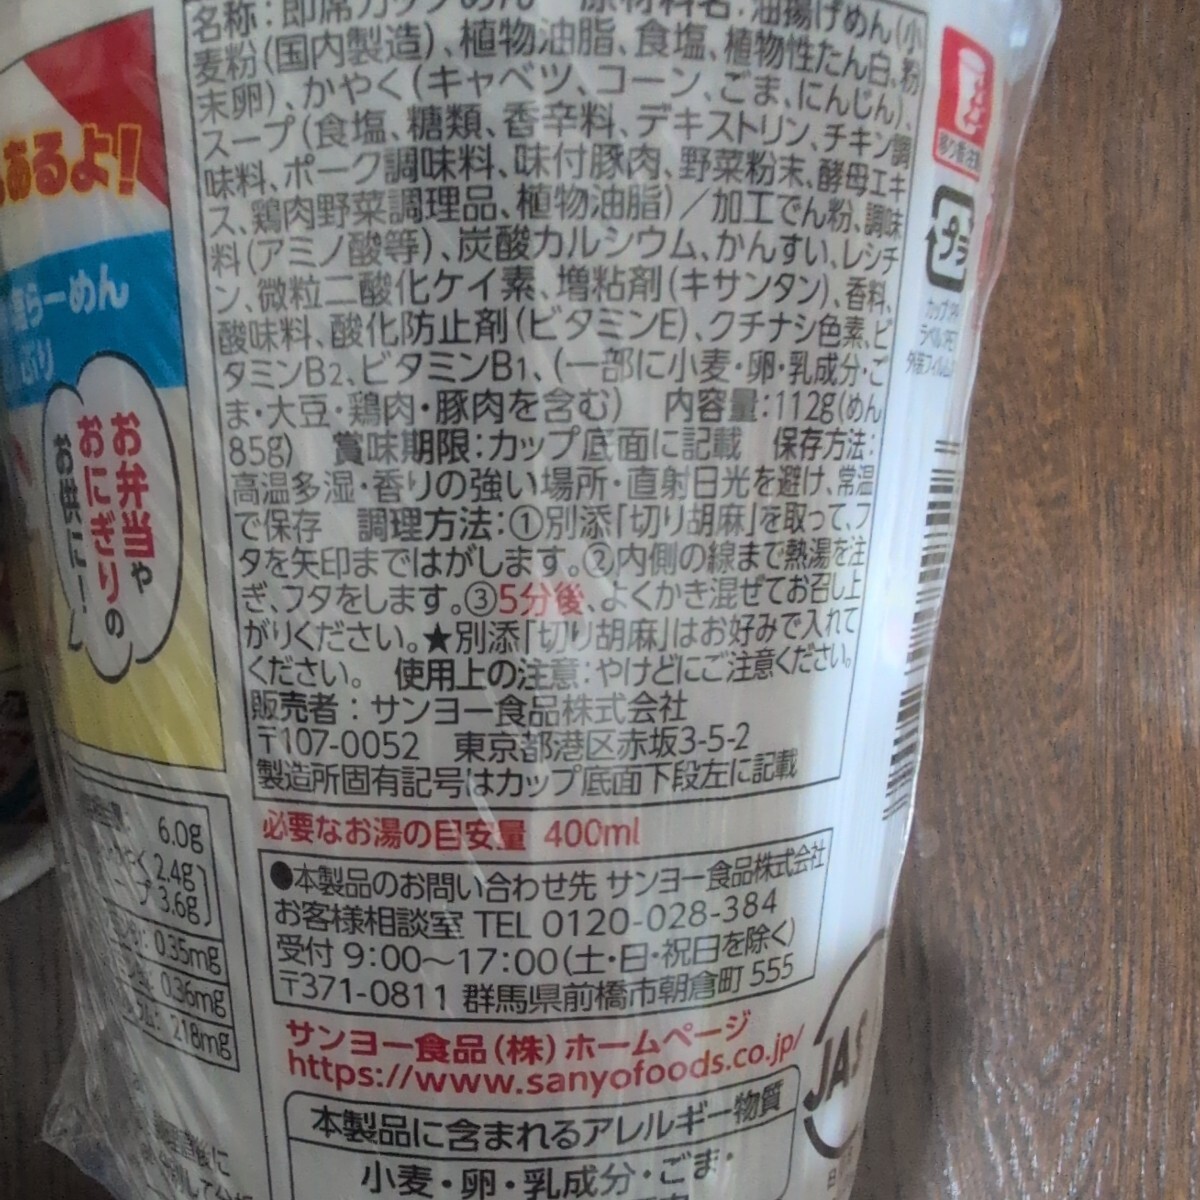 名称:即席カップめん 原材料名:油揚げめん(小
麦粉(国内製造)、植物油脂、食塩、植物性たん白、粉
末卵)、かやく(キャベツ、コーン、ごま、にんじん)、
スープ(食塩、糖類、香辛料、デキストリン、チキン調
味料、ポーク調味料、味付豚肉、野菜粉末、酵母エキ
ス、鶏肉野菜調理品、植物油脂)/加工でん粉、調味
料(アミノ酸等)、炭酸カルシウム、かんすい、レシチ
ン、微粒二酸化ケイ素、増粘剤(キサンタン)、香料、
酸味料、酸化防止剤(ビタミンE)、クチナシ色素、ビ
タミンB2、ビタミンB1、(一部に小麦・卵・乳成分・ご
ま・大豆・鶏肉・豚肉を含む) 内容量:112g(めん
85g) 賞味期限:カップ底面に記載 保存方法:
高温多湿・香りの強い場所・直射日光を避け、常温
で保存 調理方法:①別添「切り胡麻」を取って、フ
タを矢印まではがします。②内側の線まで熱湯を注
ぎ、フタをします。③5分後、よくかき混ぜてお召し上
がりください。★別添「切り胡麻」はお好みで入れて
ください。 使用上の注意:やけどにご注意ください。
販売者:サンヨー食品株式会社
〒107-0052 東京都港区赤坂3-5-2
製造所固有記号はカップ底面下段左に記載
必要なお湯の目安量 400ml
●本製品のお問い合わせ先 サンヨー食品株式会社
お客様相談室 TEL 0120-028-384
受付 9:00〜17:00(土・日・祝日を除く)
〒371-0811 群馬県前橋市朝倉町 555
サンヨー食品(株)ホームページ
https://www.sanyofoods.co.jp/
本製品に含まれるアレルギー物質
小麦・卵・乳成分・ごま・
あるよ!
らーめん
お弁当や
おにぎりの
お供に!
6.0g
2.4g
3.6g
0.35mg
0.36mg
218mg
プラ
JAS